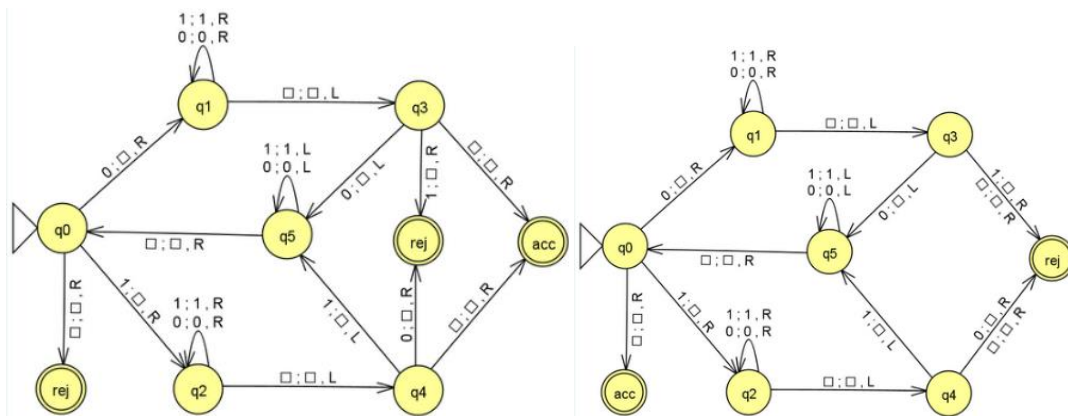 1 ; 1 , R
0 ; 0 , R
q1
□ ; □ , L
q3
0 ; □ , R
1 ; 1 , L
0 ; 0 , L
0 ; □ , L
1 ; □ , R
□ ; □ , R
q0
□ ; □ , R
q5
rej
acc
□ ; □ , R
1 ; □ , R
1 ; 1 , R
0 ; 0 , R
1 ; □ , L
0 ; □ , R
□ ; □ , R
rej
q2
□ ; □ , L
q4
1 ; 1 , R
0 ; 0 , R
q1
□ ; □ , L
q3
0 ; □ , R
1 ; 1 , L
0 ; 0 , L
0 ; □ , L
1 ; □ , R
□ ; □ , R
q0
□ ; □ , R
q5
rej
□ ; □ , R
1 ; □ , R
1 ; 1 , R
0 ; 0 , R
1 ; □ , L
0 ; □ , R
□ ; □ , R
acc
q2
□ ; □ , L
q4